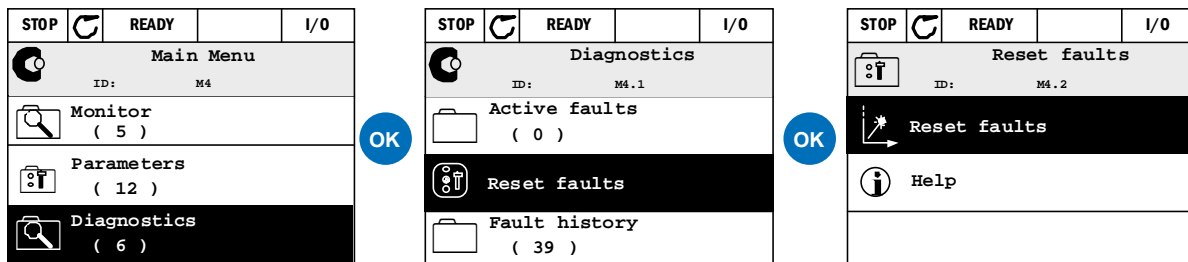 STOP READY I/O
Main Menu
ID: M4
Monitor
( 5 )
Parameters
( 12 )
Diagnostics
( 6 )
OK
STOP READY I/O
Diagnostics
ID: M4.1
Active faults
( 0 )
Reset faults
Fault history
( 39 )
OK
STOP READY I/O
Reset faults
ID: M4.2
Reset faults
Help